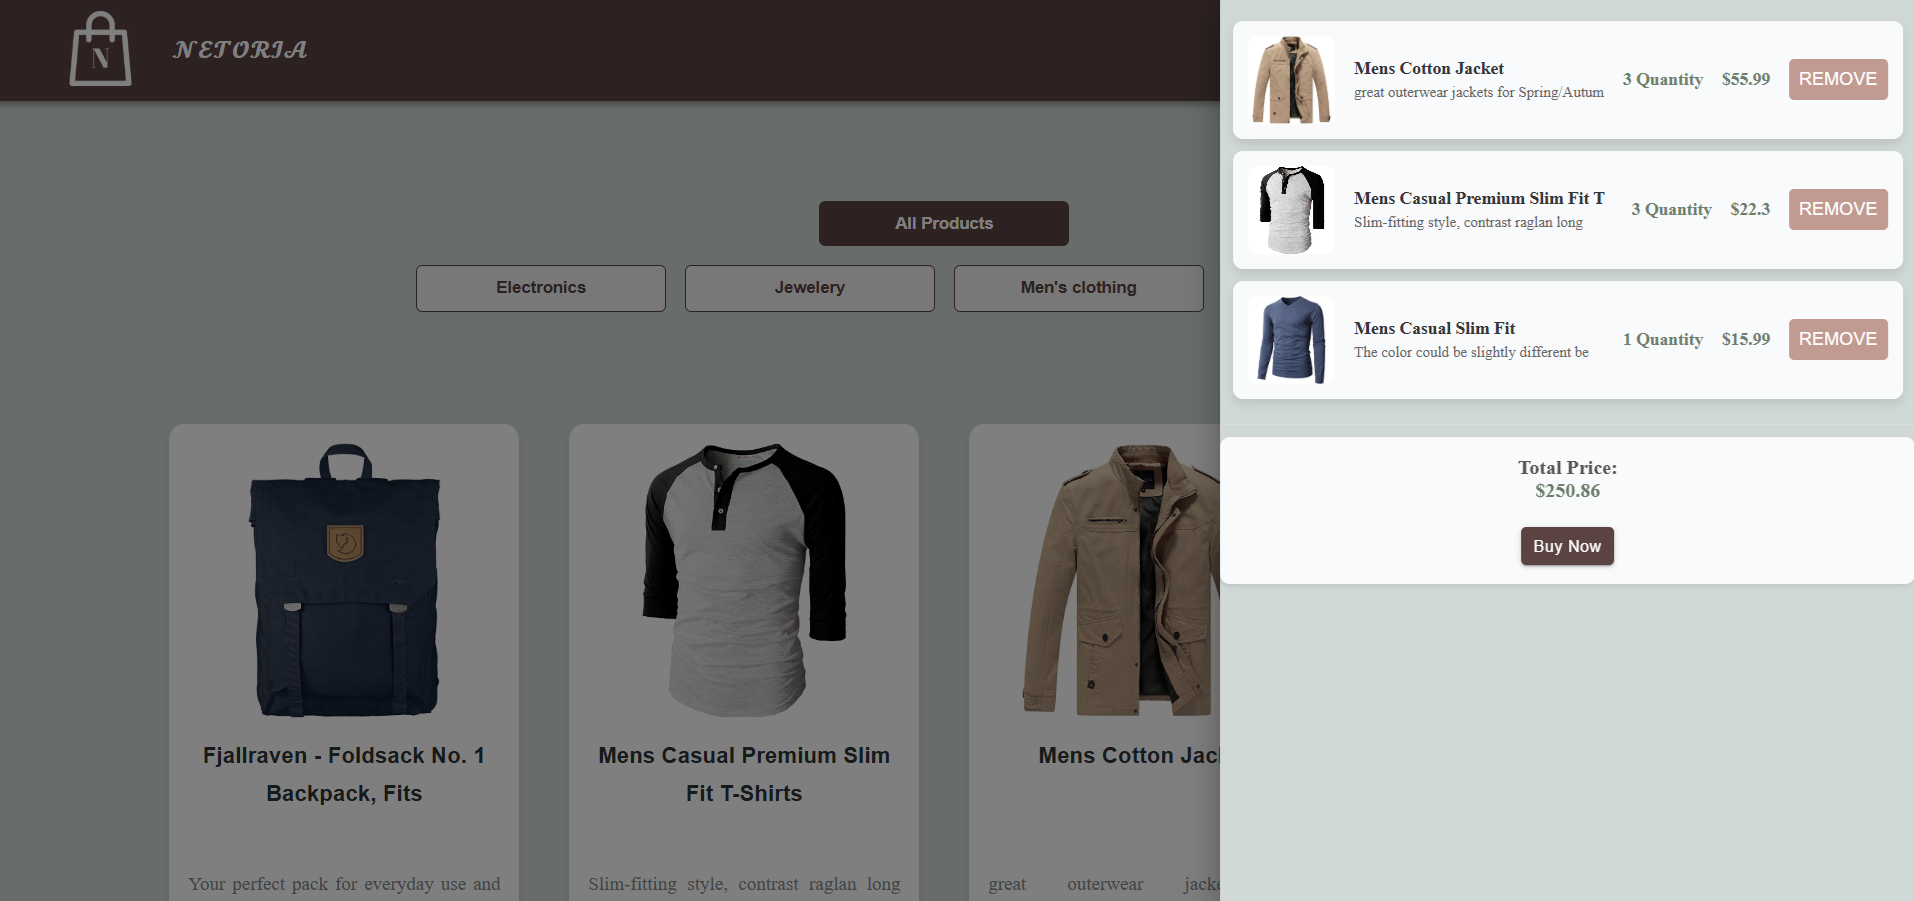 N
NETORIA
All Products
Electronics
Jewelery
Men's clothing
Fjallraven - Foldsack No. 1
Backpack, Fits
Your perfect pack for everyday use and
Mens Casual Premium Slim
Fit T-Shirts
Slim-fitting style, contrast raglan long
Mens Cotton Jac
great outerwear jacke
Mens Cotton Jacket
great outerwear jackets for Spring/Autum
3 Quantity
$55.99
REMOVE
Mens Casual Premium Slim Fit T
Slim-fitting style, contrast raglan long
3 Quantity
$22.3
REMOVE
Mens Casual Slim Fit
The color could be slightly different be
1 Quantity
$15.99
REMOVE
Total Price:
$250.86
Buy Now